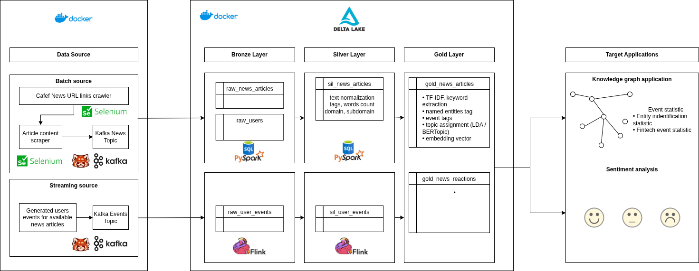 docker
docker
DELTA LAKE
Data Source
Bronze Layer
Silver Layer
Gold Layer
Target Applications
Batch source
Cafef News URL links crawler
Selenium
Article content
scraper
Kafka News
Topic
Selenium
kafka
Streaming source
Generated users
events for available
news articles
Kafka Events
Topic
kafka
raw_news_articles
raw_users
SQL
PySpark
raw_user_events
Flink
sil_news_articles
text normalization
tags, words count
domain, subdomain
SQL
PySpark
sil_user_events
Flink
gold_news_articles
• TF-IDF, keyword
extraction
• named entities tag
• event tags
• topic assignment (LDA /
BERTopic)
• embedding vector
gold_news_reactions
•
Knowledge graph application
Event statistic
• Entity indentification
statistic
• Fintech event statistic
Sentiment analysis